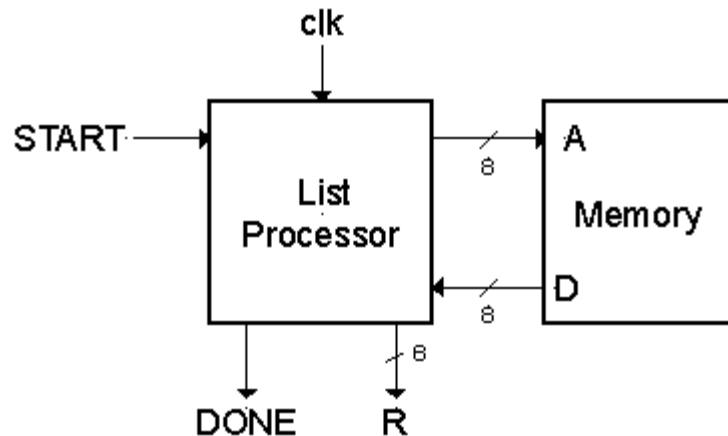 clk
START
8
A
List
Processor
Memory
8
D
8
DONE
R